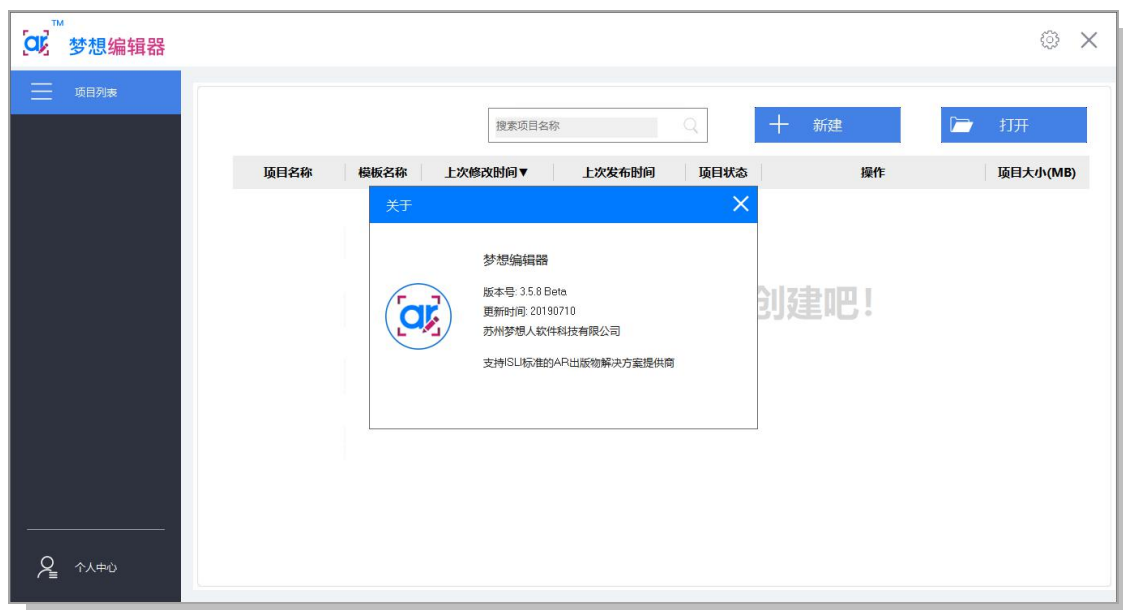 ar TM
梦想编辑器
项目列表
搜索项目名称
新建
打开
项目名称 模板名称 上次修改时间▼ 上次发布时间 项目状态 操作 项目大小(MB)
关于
梦想编辑器
版本号: 3.5.8 Beta
更新时间: 20190710
苏州梦想人软件科技有限公司
支持ISLI标准的AR出版物解决方案提供商
ar
创建吧！
个人中心